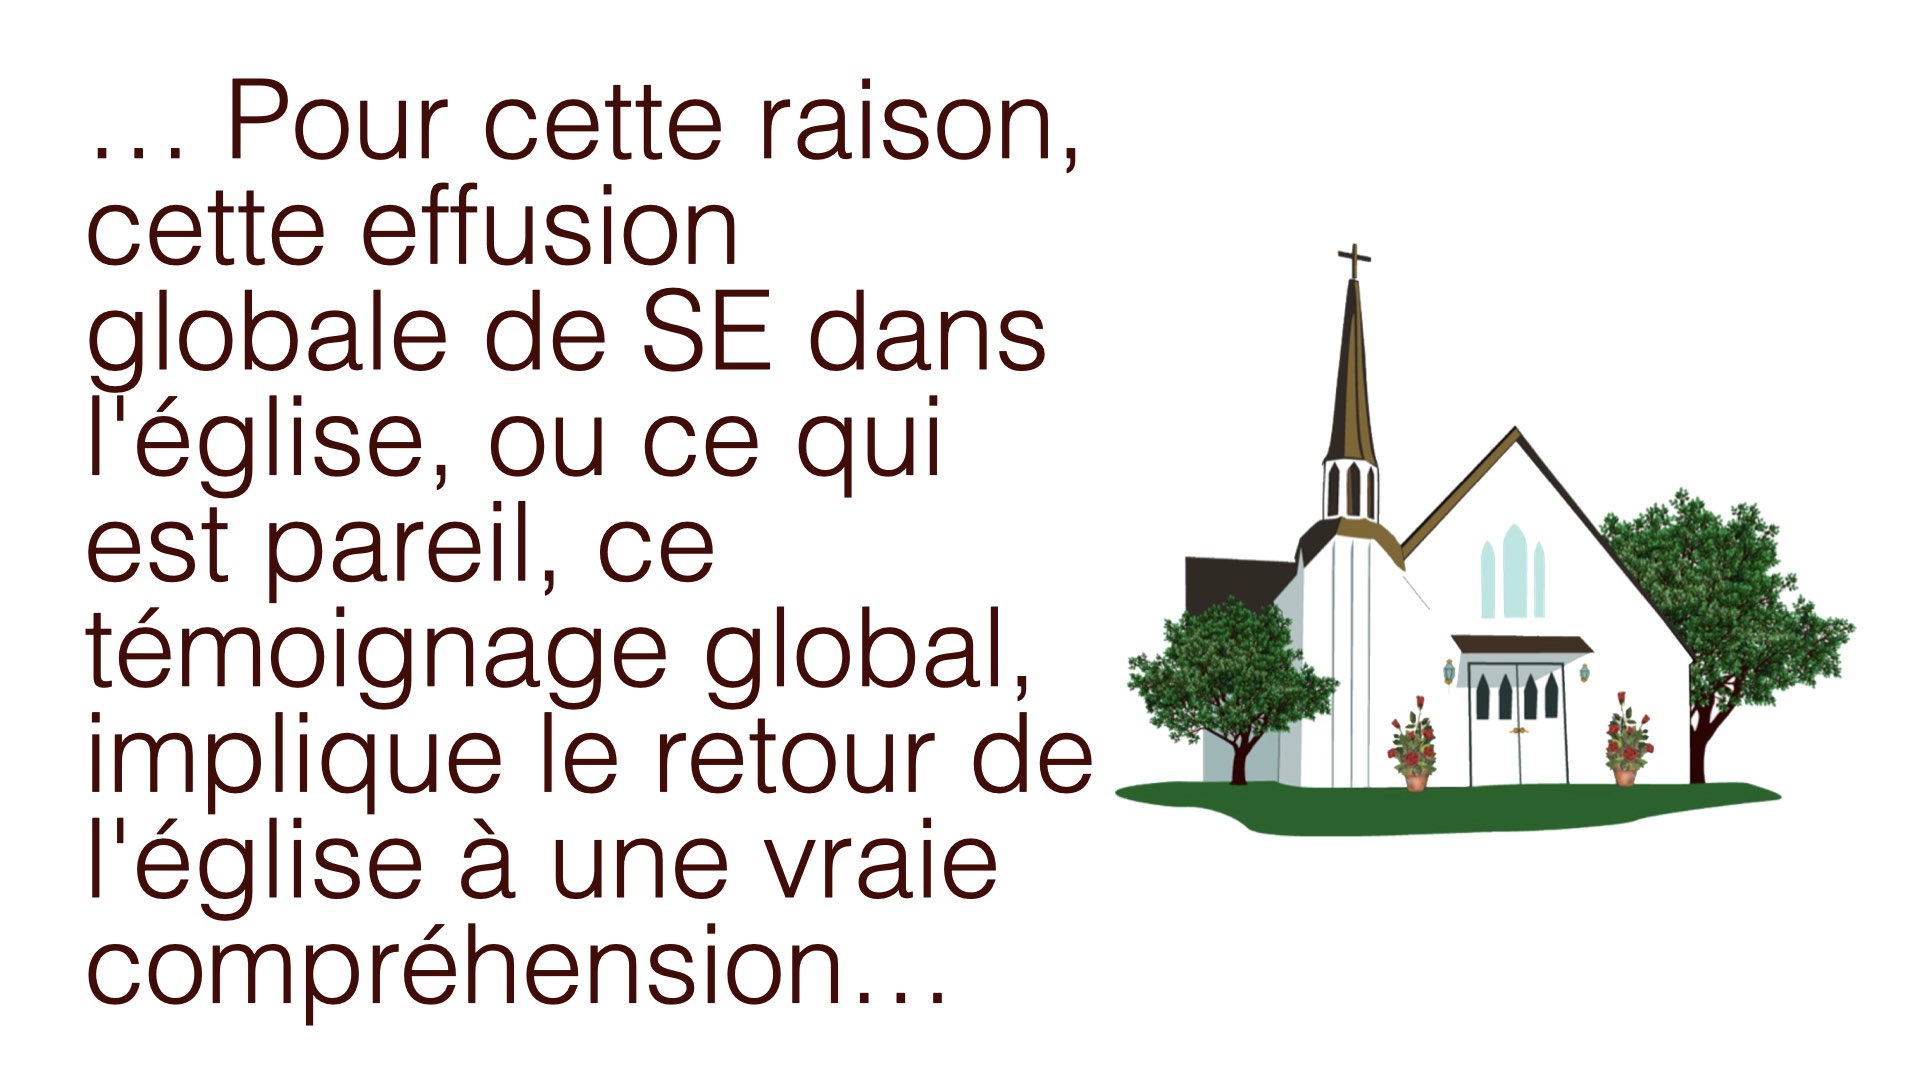 … Pour cette raison,
cette effusion
globale de SE dans
l'église, ou ce qui
est pareil, ce
témoignage global,
implique le retour de
l'église à une vraie
compréhension…